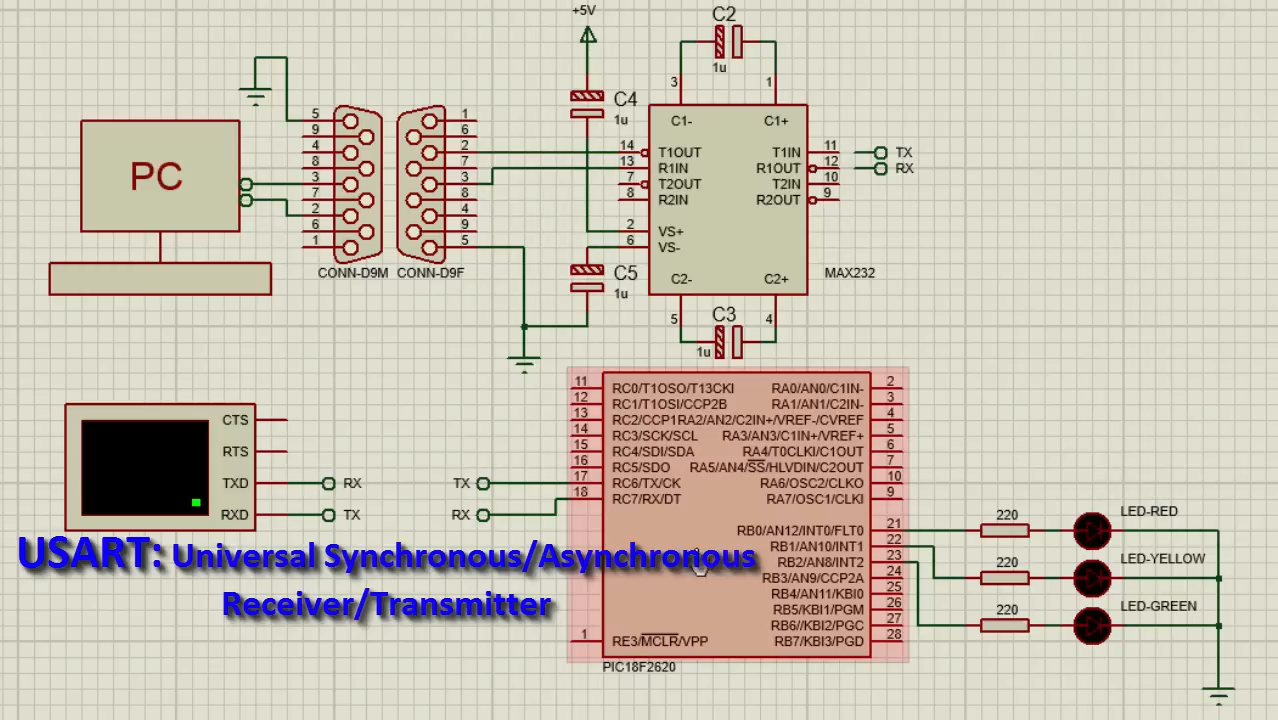 +5V
C2
1u
3
1
C4
1u
C1-
C1+
PC
5
9
4
8
3
7
2
6
1
1
6
2
7
3
8
4
9
5
CONN-D9M
CONN-D9F
14
13
7
8
2
6
T1OUT
R1IN
T2OUT
R2IN
VS+
VS-
T1IN
R1OUT
T2IN
R2OUT
11
12
10
9
TX
RX
C5
1u
C2-
C2+
MAX232
5
4
C3
1u
CTS
RTS
TXD
RXD
RX
TX
TX
RX
11 RC0/T1OSO/T13CKI RA0/AN0/C1IN- 2
12 RC1/T1OSI/CCP2B RA1/AN1/C2IN- 3
13 RC2/CCP1RA2/AN2/C2IN+/VREF-/CVREF 4
14 RC3/SCK/SCL RA3/AN3/C1IN+/VREF+ 5
15 RC4/SDI/SDA RA4/T0CLKI/C1OUT 6
16 RC5/SDO RA5/AN4/SS/HLVDIN/C2OUT 7
17 RC6/TX/CK RA6/OSC2/CLKO 10
18 RC7/RX/DT RA7/OSC1/CLKI 9
RB0/AN12/INT0/FLT0 21
RB1/AN10/INT1 22
RB2/AN8/INT2 23
RB3/AN9/CCP2A 24
RB4/AN11/KBI0 25
RB5/KBI1/PGM 26
RB6//KBI2/PGC 27
1 RE3/MCLR/VPP RB7/KBI3/PGD 28
PIC18F2620
220
LED-RED
220
LED-YELLOW
220
LED-GREEN
USART: Universal Synchronous/Asynchronous
Receiver/Transmitter